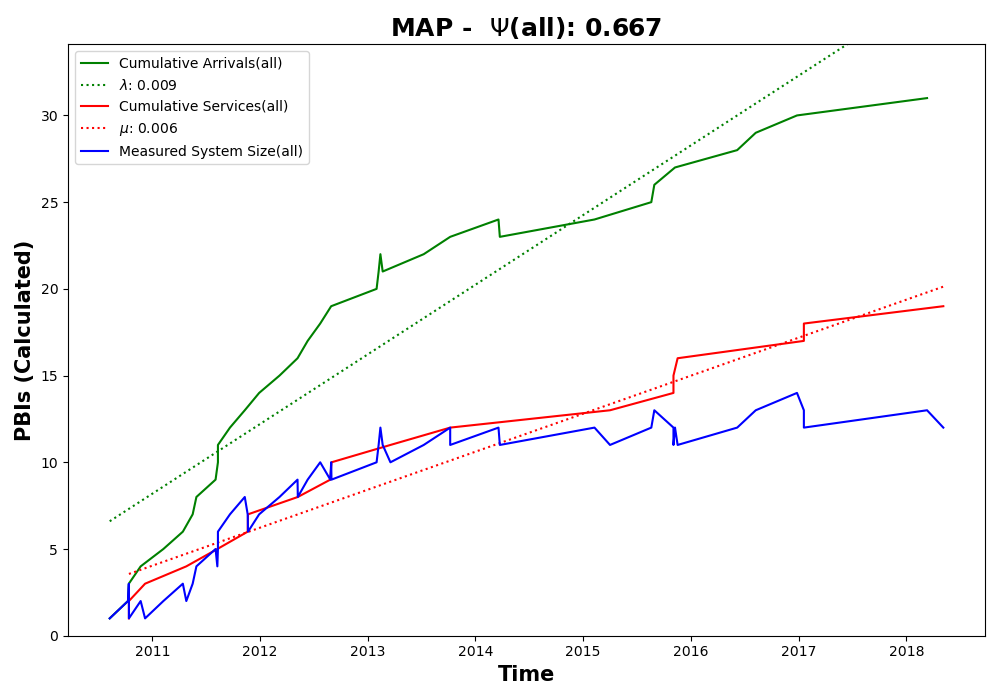 MAP - Ψ(all): 0.667
Cumulative Arrivals(all)
λ: 0.009
Cumulative Services(all)
μ: 0.006
Measured System Size(all)
PBIs (Calculated)
30
25
20
15
10
5
0
2011 2012 2013 2014 2015 2016 2017 2018
Time